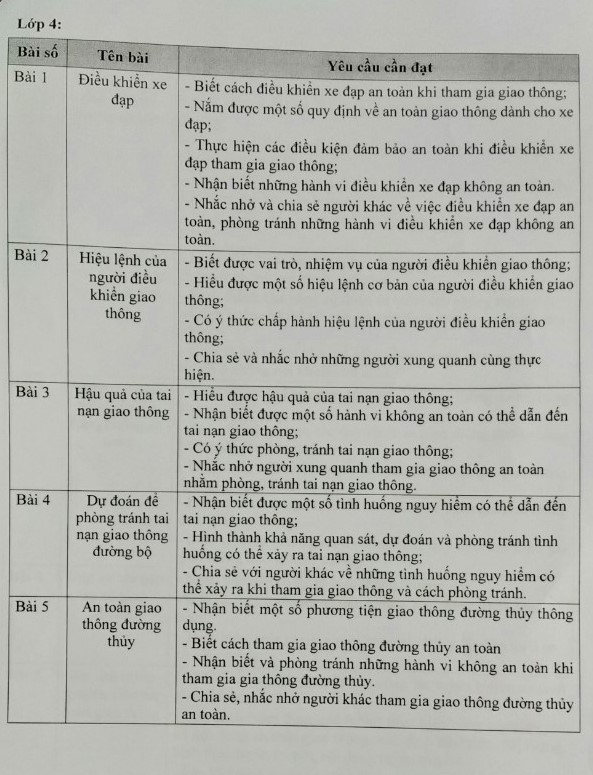 Lớp 4:
Bài số
Tên bài
Yêu cầu cần đạt
Bài 1
Điều khiển xe
đạp
- Biết cách điều khiển xe đạp an toàn khi tham gia giao thông;
- Nắm được một số quy định về an toàn giao thông dành cho xe
đạp;
- Thực hiện các điều kiện đảm bảo an toàn khi điều khiển xe
đạp tham gia giao thông;
- Nhận biết những hành vi điều khiển xe đạp không an toàn.
- Nhắc nhở và chia sẻ người khác về việc điều khiển xe đạp an
toàn, phòng tránh những hành vi điều khiển xe đạp không an
toàn.
Bài 2
Hiệu lệnh của
người điều
khiển giao
thông
- Biết được vai trò, nhiệm vụ của người điều khiển giao thông;
- Hiểu được một số hiệu lệnh cơ bản của người điều khiển giao
thông;
- Có ý thức chấp hành hiệu lệnh của người điều khiển giao
thông;
- Chia sẻ và nhắc nhở những người xung quanh cùng thực
hiện.
Bài 3
Hậu quả của tai
nạn giao thông
- Hiểu được hậu quả của tai nạn giao thông;
- Nhận biết được một số hành vi không an toàn có thể dẫn đến
tai nạn giao thông;
- Có ý thức phòng, tránh tai nạn giao thông;
- Nhắc nhở người xung quanh tham gia giao thông an toàn
nhằm phòng, tránh tai nạn giao thông.
Bài 4
Dự đoán để
phòng tránh tai
nạn giao thông
đường bộ
- Nhận biết được một số tình huống nguy hiểm có thể dẫn đến
tai nạn giao thông;
- Hình thành khả năng quan sát, dự đoán và phòng tránh tình
huống có thể xảy ra tai nạn giao thông;
- Chia sẻ với người khác về những tình huống nguy hiểm có
thể xảy ra khi tham gia giao thông và cách phòng tránh.
Bài 5
An toàn giao
thông đường
thủy
- Nhận biết một số phương tiện giao thông đường thủy thông
dụng.
- Biết cách tham gia giao thông đường thủy an toàn
- Nhận biết và phòng tránh những hành vi không an toàn khi
tham gia gia thông đường thủy.
- Chia sẻ, nhắc nhở người khác tham gia giao thông đường thủy
an toàn.